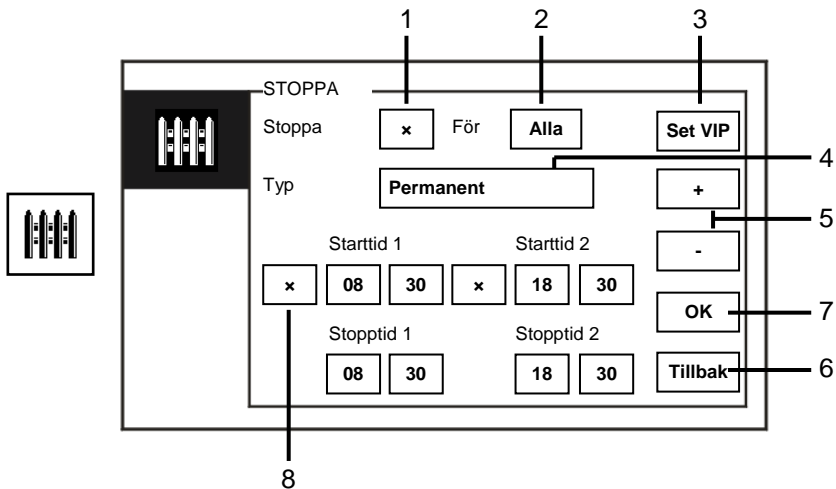 1 2 3
STOPPA
Stoppa × För Alla Set VIP
4
Typ Permanent +
5
Starttid 1 Starttid 2 -
× 08 30 × 18 30
OK 7
Stopptid 1 Stopptid 2
08 30 18 30 Tillbak 6
8